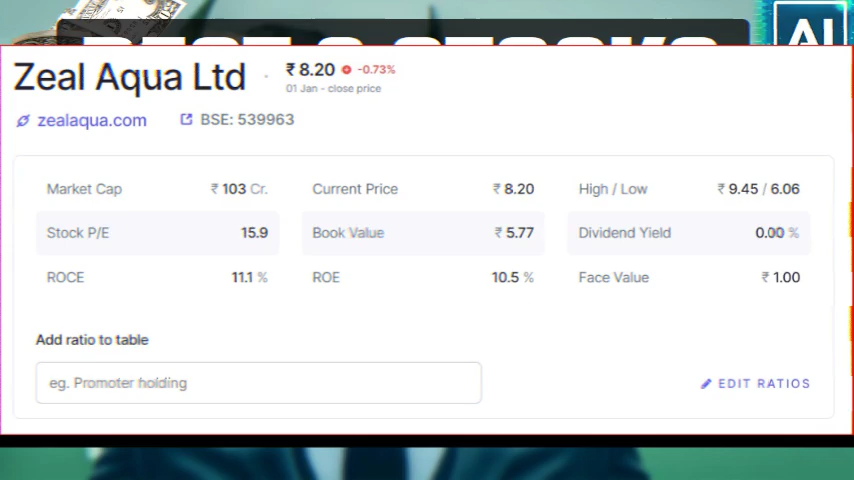 AI
Zeal Aqua Ltd
₹ 8.20 -0.73%
01 Jan - close price
zealaqua.com BSE: 539963
Market Cap ₹ 103 Cr. Current Price ₹ 8.20 High / Low ₹ 9.45 / 6.06
Stock P/E 15.9 Book Value ₹ 5.77 Dividend Yield 0.00 %
ROCE 11.1 % ROE 10.5 % Face Value ₹ 1.00
Add ratio to table
eg. Promoter holding
EDIT RATIOS